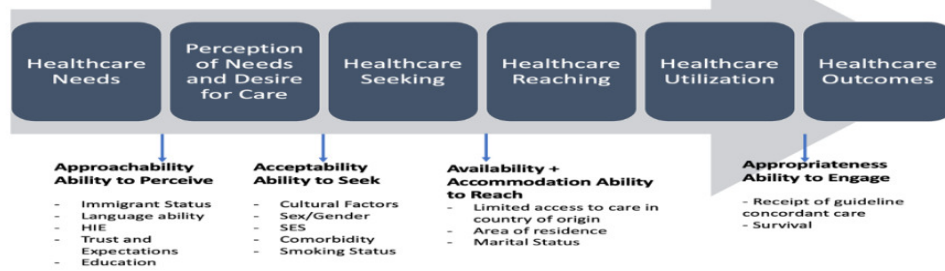 Healthcare
Needs
Perception
of Needs
and Desire
for Care
Healthcare
Seeking
Healthcare
Reaching
Healthcare
Utilization
Healthcare
Outcomes
Approachability
Ability to Perceive
- Immigrant Status
- Language ability
- HIE
- Trust and
Expectations
- Education
Acceptability
Ability to Seek
- Cultural Factors
- Sex/Gender
- SES
- Comorbidity
- Smoking Status
Availability +
Accommodation Ability
to Reach
- Limited access to care in
country of origin
- Area of residence
- Marital Status
Appropriateness
Ability to Engage
- Receipt of guideline
concordant care
- Survival